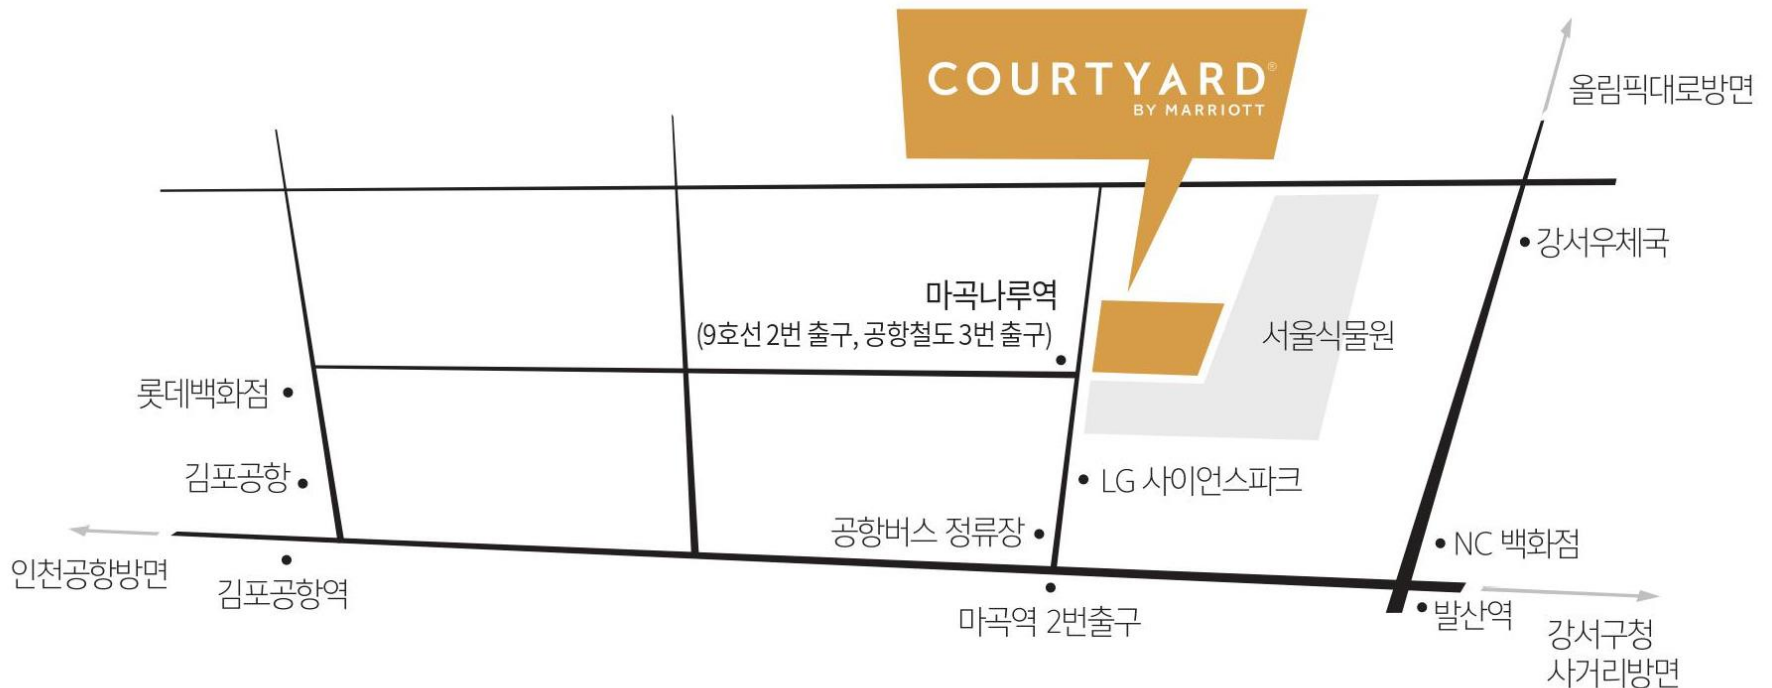 COURTYARD®
BY MARRIOTT
올림픽대로방면
강서우체국
마곡나루역
(9호선 2번 출구, 공항철도 3번 출구)
서울식물원
롯데백화점
김포공항
LG 사이언스파크
공항버스 정류장
NC 백화점
인천공항방면
김포공항역
마곡역 2번출구
발산역
강서구청
사거리방면